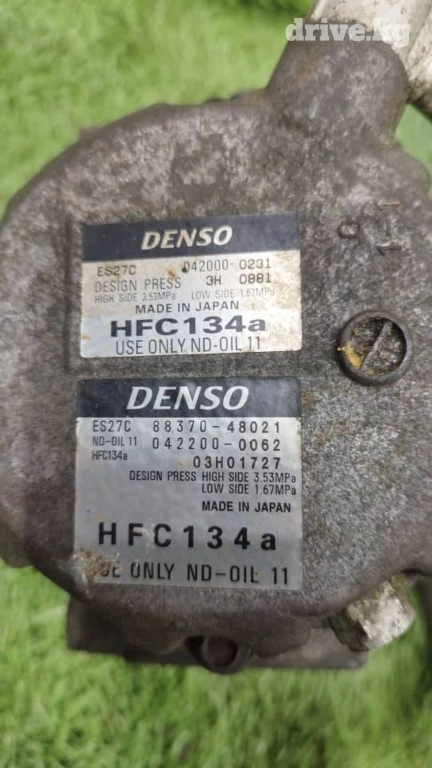 drive.kg
DENSO
ES27C 042000-0231
DESIGN PRESS 3H 0881
HIGH SIDE 3.53MPa LOW SIDE 1.67MPa
MADE IN JAPAN
HFC134a
USE ONLY ND-OIL 11
DENSO
ES27C 88370-48021
ND-OIL 11 042200-0062
HFC134a 03H01727
DESIGN PRESS HIGH SIDE 3.53MPa
LOW SIDE 1.67MPa
MADE IN JAPAN
HFC134a
USE ONLY ND-OIL 11